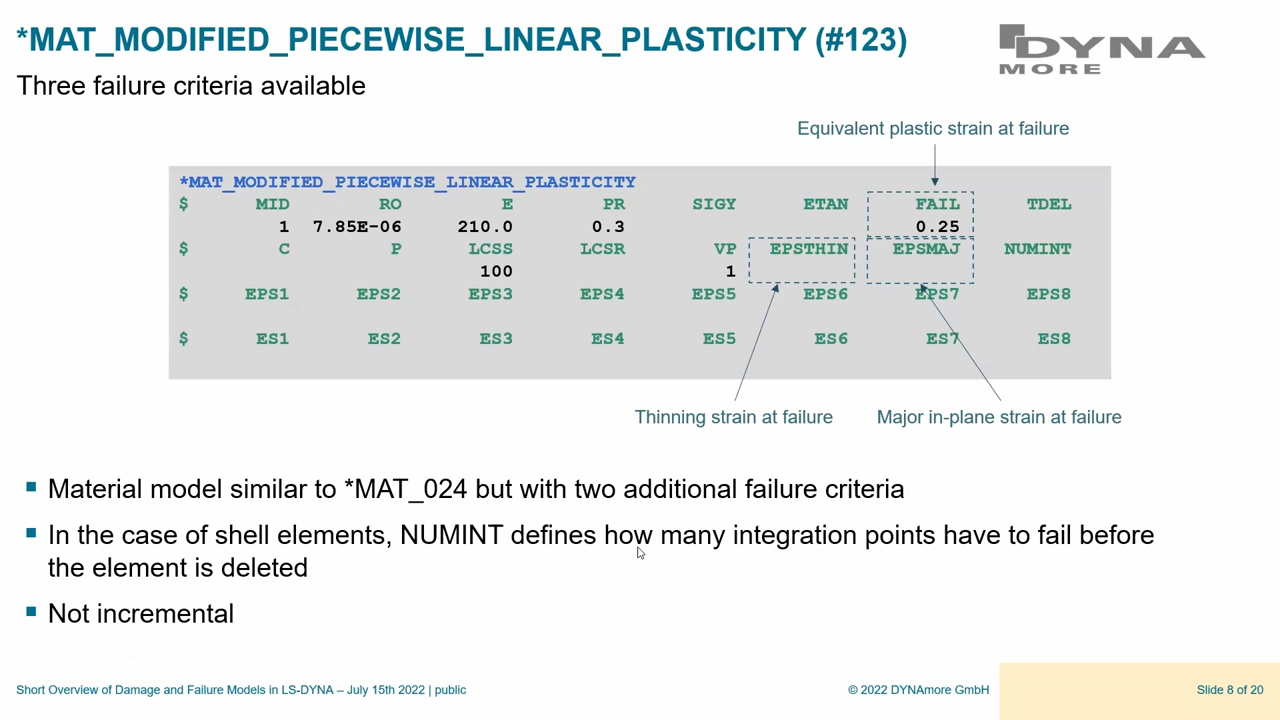 *MAT_MODIFIED_PIECEWISE_LINEAR_PLASTICITY (#123)
DYNA
MORE
Three failure criteria available
Equivalent plastic strain at failure
*MAT_MODIFIED_PIECEWISE_LINEAR_PLASTICITY
$ MID RO E PR SIGY ETAN FAIL TDEL
1 7.85E-06 210.0 0.3 0.25
$ C P LCSS LCSR VP EPSTHIN EPSMAJ NUMINT
100 1
$ EPS1 EPS2 EPS3 EPS4 EPS5 EPS6 EPS7 EPS8
$ ES1 ES2 ES3 ES4 ES5 ES6 ES7 ES8
Thinning strain at failure Major in-plane strain at failure
▪ Material model similar to *MAT_024 but with two additional failure criteria
▪ In the case of shell elements, NUMINT defines how many integration points have to fail before
the element is deleted
▪ Not incremental
Short Overview of Damage and Failure Models in LS-DYNA – July 15th 2022 | public © 2022 DYNAmore GmbH Slide 8 of 20